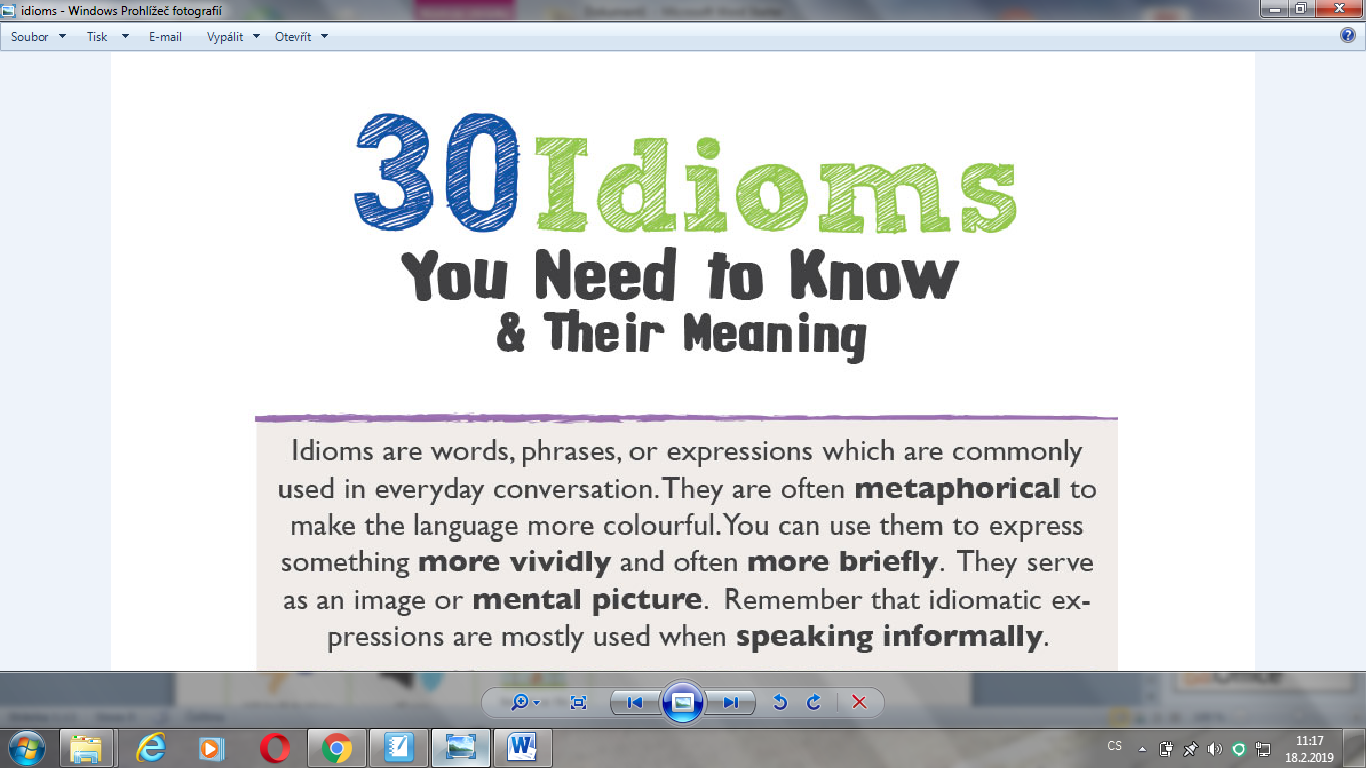 idioms - Windows Prohlížeč fotografií
Soubor Tisk E-mail Vypálit Otevřít
30 Idioms
You Need to Know
& Their Meaning
Idioms are words, phrases, or expressions which are commonly
used in everyday conversation. They are often metaphorical to
make the language more colourful. You can use them to express
something more vividly and often more briefly. They serve
as an image or mental picture. Remember that idiomatic ex-
pressions are mostly used when speaking informally.
CS
11:17
18.2.2019